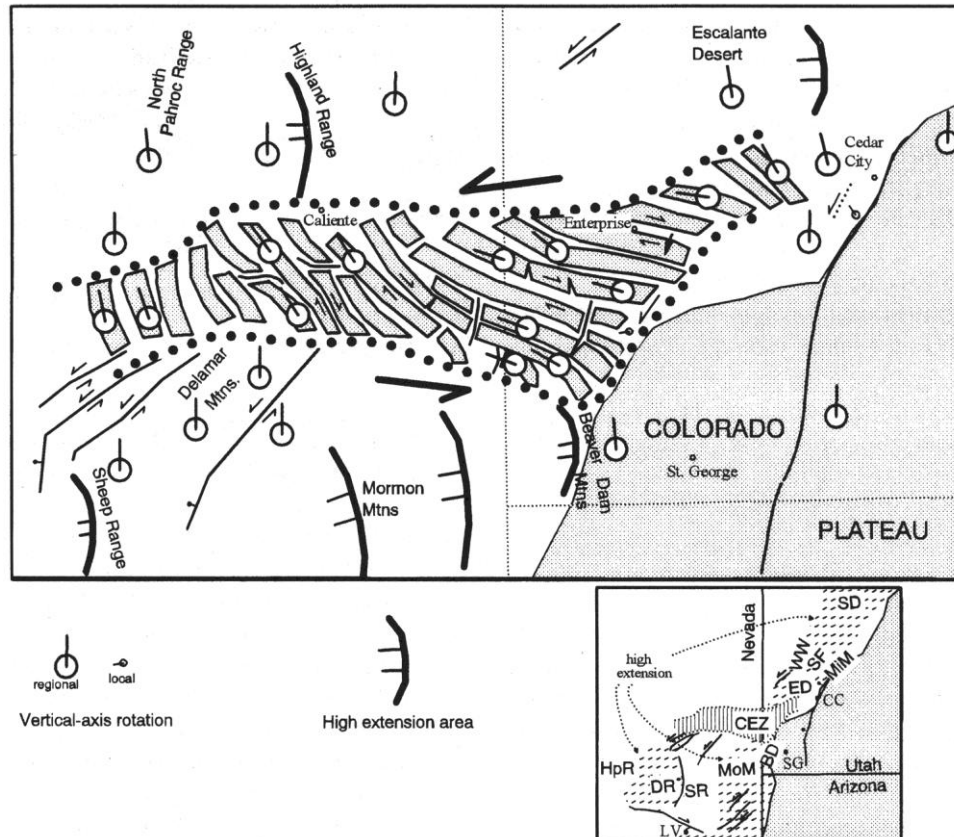 North
Pahroc Range
Highland Range
Escalante
Desert
Cedar
City
Caliente
Enterprise
Delamar
Mtns.
Sheep Range
Mormon
Mtns
Beaver Dam
Mtns
COLORADO
St. George
PLATEAU
regional
local
Vertical-axis rotation
High extension area
Nevada
SD
high
extension
WW
SF
MiM
ED
CC
CEZ
BD
SG
HpR
MoM
Utah
DR
SR
Arizona
LV